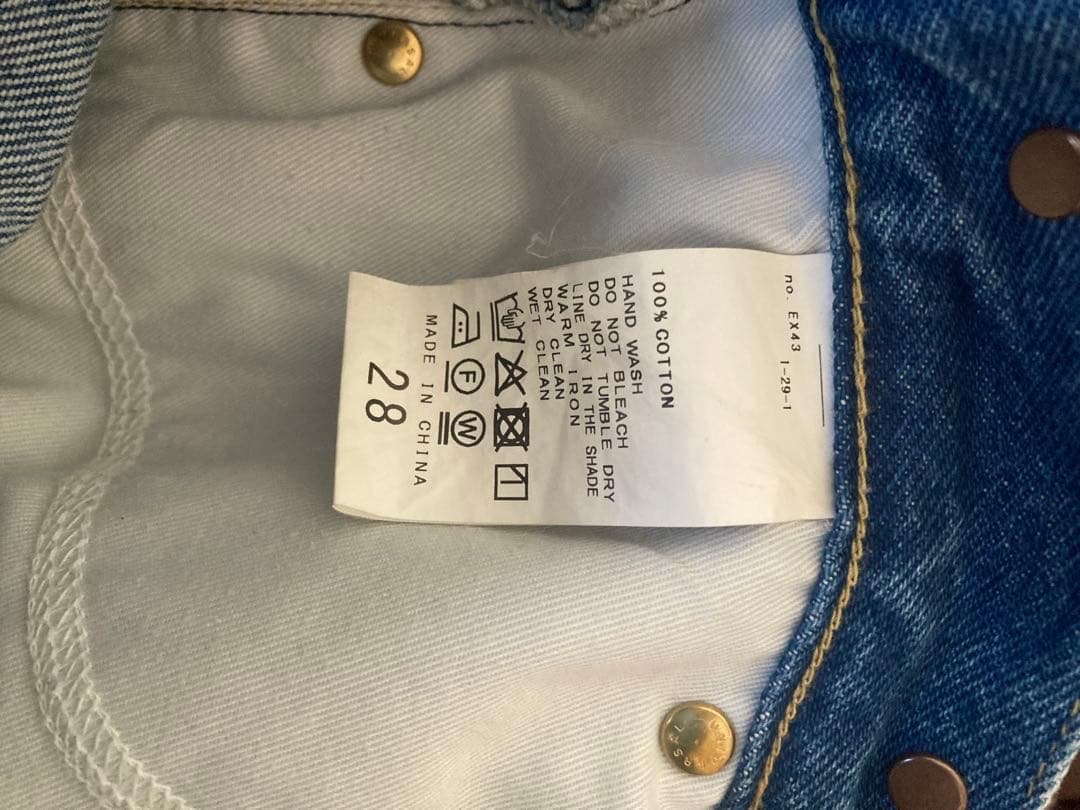 no. EX43 1-29-1
100% COTTON
HAND WASH
DO NOT BLEACH
DO NOT TUMBLE DRY
LINE DRY IN THE SHADE
WARM IRON
DRY CLEAN
WET CLEAN
F W
MADE IN CHINA
28